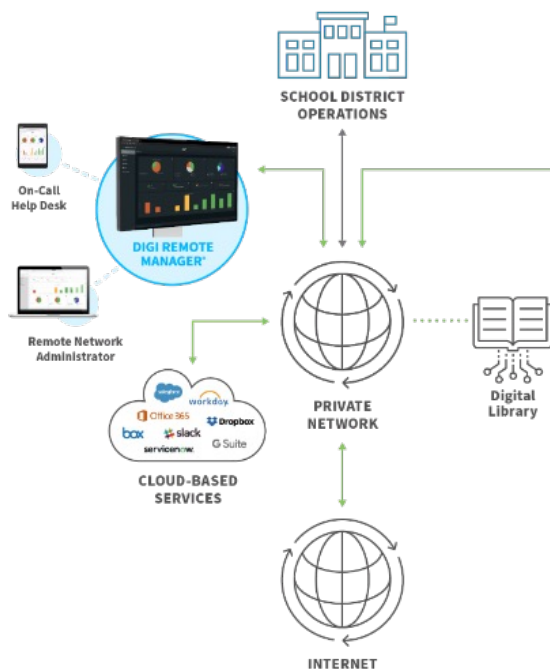 SCHOOL DISTRICT
OPERATIONS
On-Call
Help Desk
DIGI REMOTE
MANAGER®
Remote Network
Administrator
salesforce
workday.
Office 365
Dropbox
box
slack
G Suite
servicenow.
CLOUD-BASED
SERVICES
PRIVATE
NETWORK
Digital
Library
INTERNET